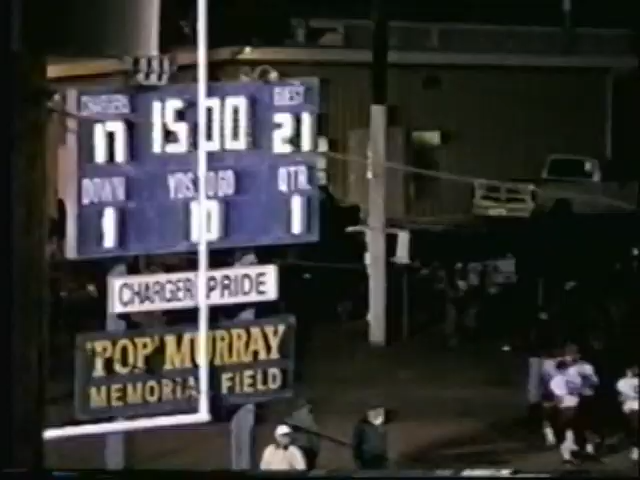 CHARGERS GUEST
17 15:00 21
DOWN YDS. TO GO QTR.
1 10 1
CHARGER PRIDE
'POP' MURRAY
MEMORIAL FIELD